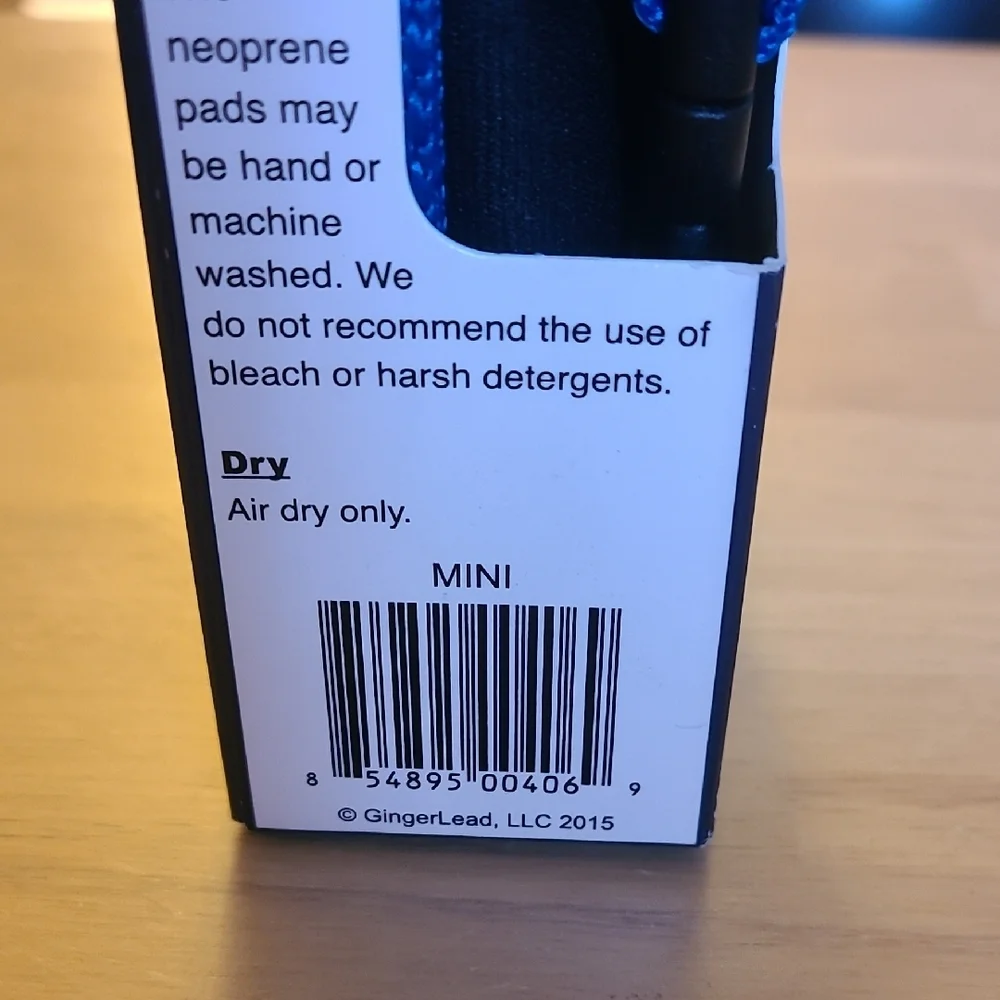 neoprene
pads may
be hand or
machine
washed. We
do not recommend the use of
bleach or harsh detergents.
Dry
Air dry only.
MINI
8 54895 00406 9
© GingerLead, LLC 2015